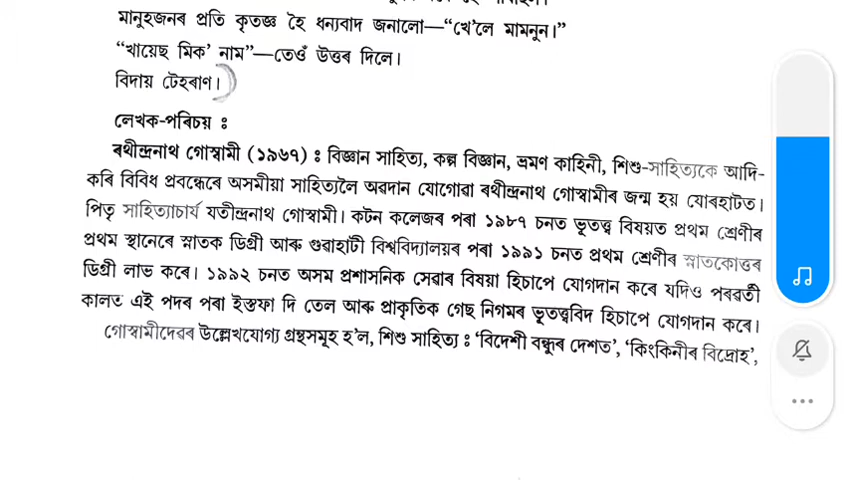 মানুহজনৰ প্ৰতি কৃতজ্ঞ হৈ ধন্যবাদ জনালো—“খে’লে মামনুন।”
“খায়েছ মিক’ নাম”—তেওঁ উত্তৰ দিলে।
বিদায় টেহৰাণ।
লেখক-পৰিচয় ঃ
ৰথীন্দ্ৰনাথ গোস্বামী (১৯৬৭) ঃ বিজ্ঞান সাহিত্য, কল্প বিজ্ঞান, ভ্ৰমণ কাহিনী, শিশু-সাহিত্যকে আদি-
কৰি বিবিধ প্ৰবন্ধেৰে অসমীয়া সাহিত্যলৈ অৱদান যোগোৱা ৰথীন্দ্ৰনাথ গোস্বামীৰ জন্ম হয় যোৰহাটত।
পিতৃ সাহিত্যাচাৰ্য যতীন্দ্ৰনাথ গোস্বামী। কটন কলেজৰ পৰা ১৯৮৭ চনত ভূতত্ত্ব বিষয়ত প্ৰথম শ্ৰেণীৰ
প্ৰথম স্থানেৰে স্নাতক ডিগ্ৰী আৰু গুৱাহাটী বিশ্ববিদ্যালয়ৰ পৰা ১৯৯১ চনত প্ৰথম শ্ৰেণীৰ স্নাতকোত্তৰ
ডিগ্ৰী লাভ কৰে। ১৯৯২ চনত অসম প্ৰশাসনিক সেৱাৰ বিষয়া হিচাপে যোগদান কৰে যদিও পৰৱৰ্তী
কালত এই পদৰ পৰা ইস্তফা দি তেল আৰু প্ৰাকৃতিক গেছ নিগমৰ ভূতত্ত্ববিদ হিচাপে যোগদান কৰে।
গোস্বামীদেৱৰ উল্লেখযোগ্য গ্ৰন্থসমূহ হ’ল, শিশু সাহিত্য ঃ ‘বিদেশী বন্ধুৰ দেশত’, ‘কিংকিনীৰ বিদ্ৰোহ’,